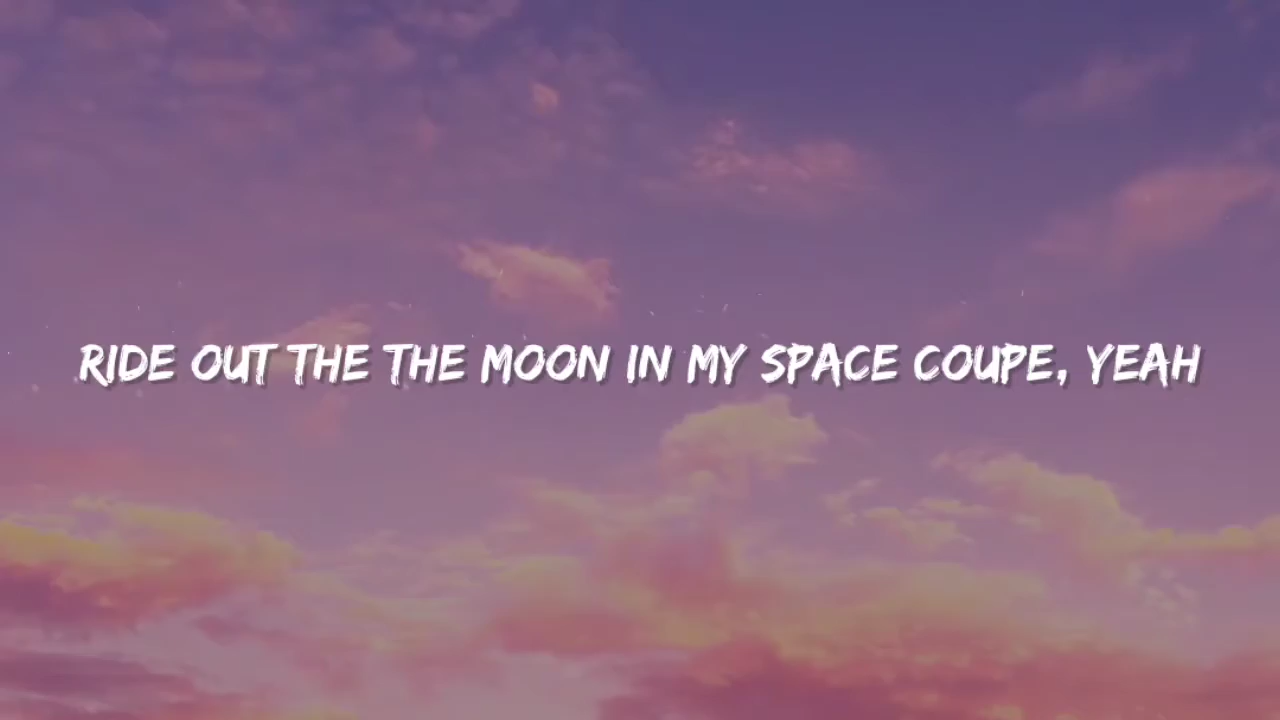 RIDE OUT THE THE MOON IN MY SPACE COUPE, YEAH